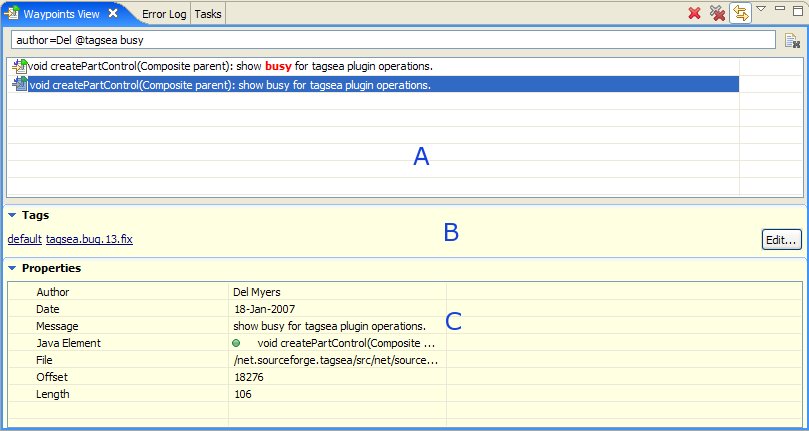 Waypoints View Error Log Tasks
author=Del @tagsea busy
void createPartControl(Composite parent): show busy for tagsea plugin operations.
void createPartControl(Composite parent): show busy for tagsea plugin operations.
A
Tags
B
default tagsea.bug.13.fix
Edit...
Properties
Author Del Myers
Date 18-Jan-2007
Message show busy for tagsea plugin operations.
C
Java Element void createPartControl(Composite ...
File /net.sourceforge.tagsea/src/net/source...
Offset 18276
Length 106